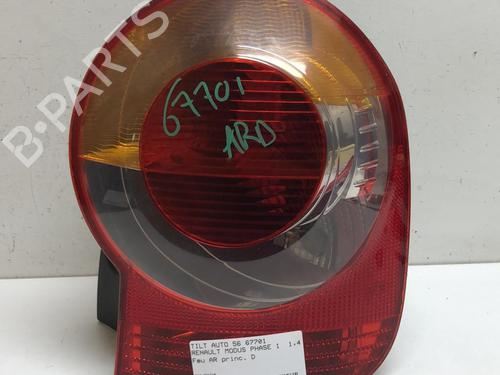 B-PARTS
67701
ARD
TILT AUTO 56 67701
RENAULT MODUS PHASE 1 1.4
Feu AR princ. D